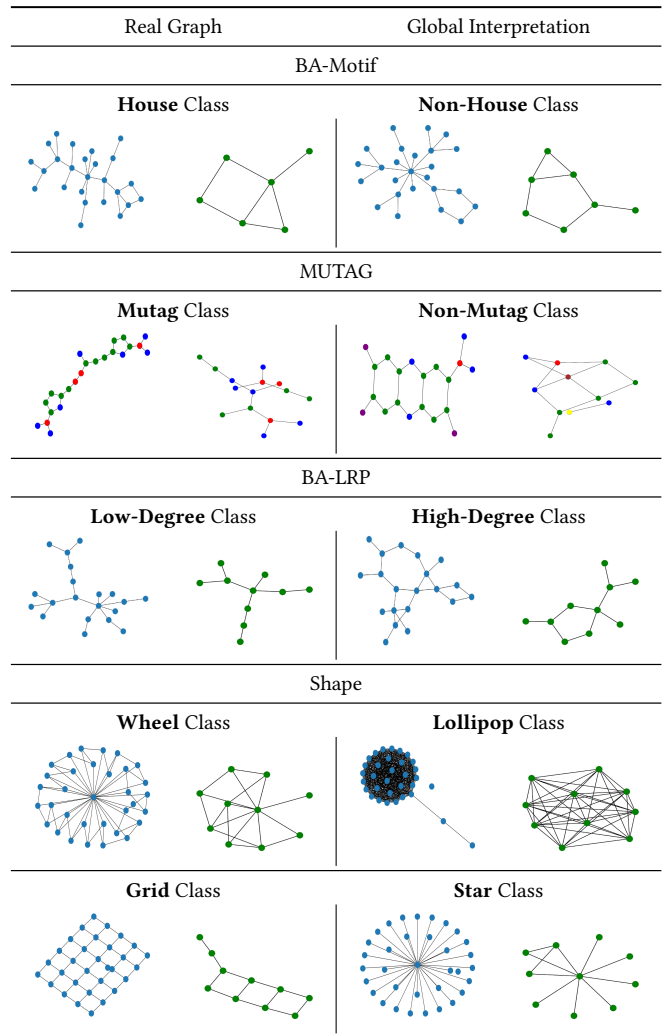 Real Graph Global Interpretation
BA-Motif
House Class Non-House Class
MUTAG
Mutag Class Non-Mutag Class
BA-LRP
Low-Degree Class High-Degree Class
Shape
Wheel Class Lollipop Class
Grid Class Star Class